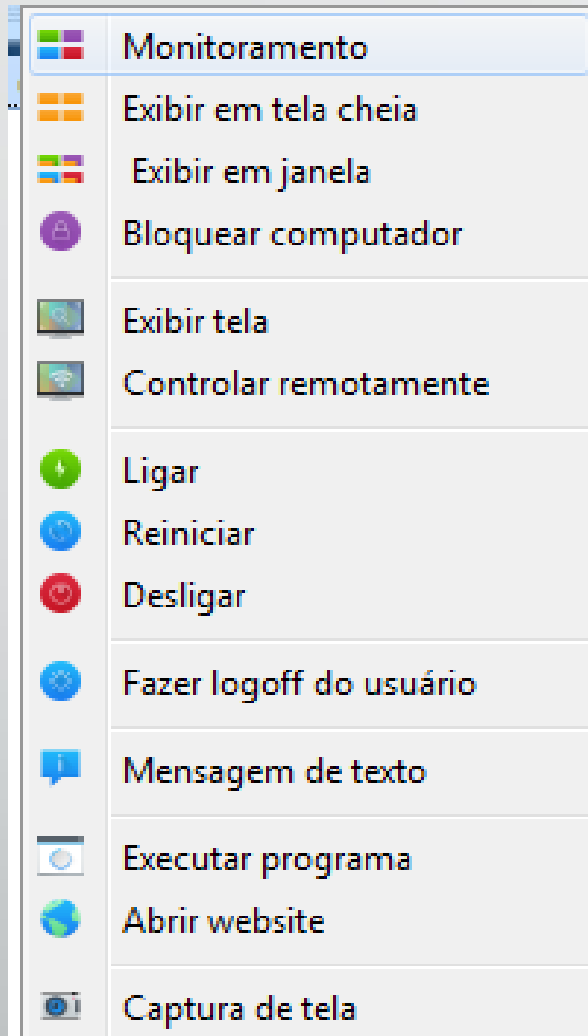 Monitoramento
Exibir em tela cheia
Exibir em janela
Bloquear computador
Exibir tela
Controlar remotamente
Ligar
Reiniciar
Desligar
Fazer logoff do usuário
Mensagem de texto
Executar programa
Abrir website
Captura de tela